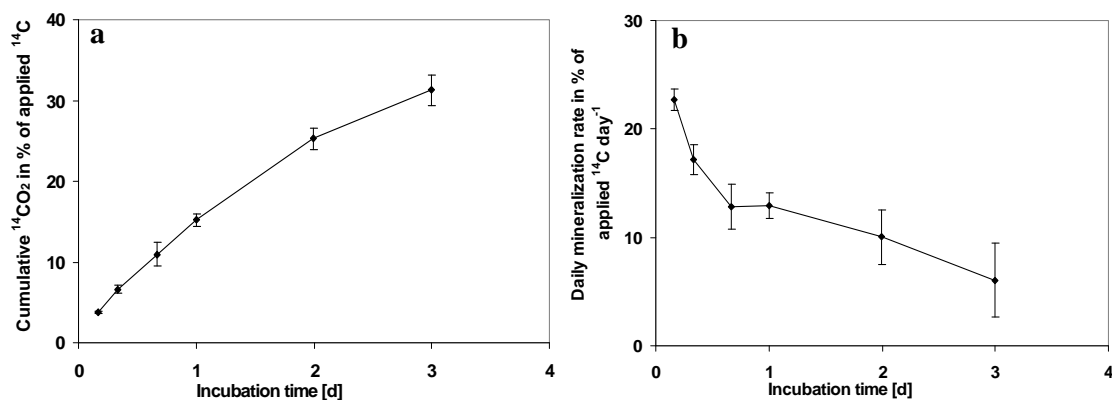 a
Cumulative ¹⁴CO₂ in % of applied ¹⁴C
40
30
20
10
0
0 1 2 3 4
Incubation time [d]
b
Daily mineralization rate in % of
applied ¹⁴C day⁻¹
30
20
10
0
0 1 2 3 4
Incubation time [d]